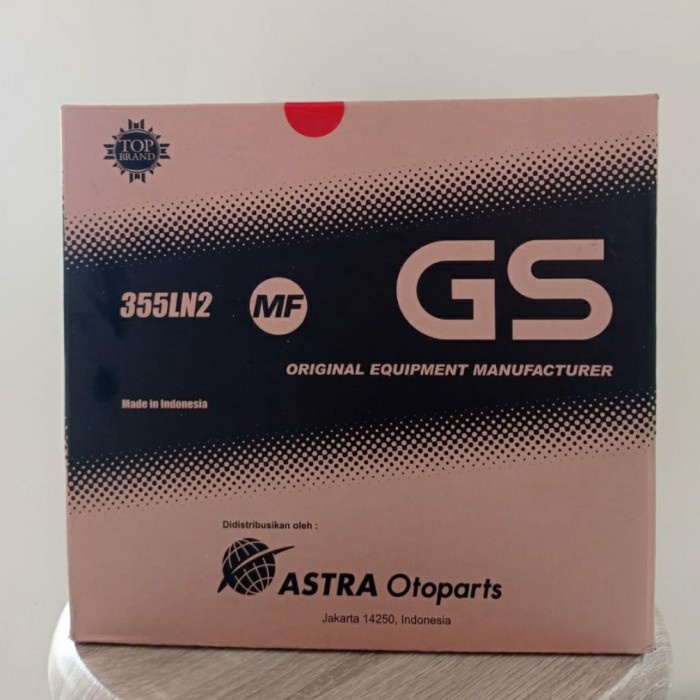 TOP
BRAND
GS
355LN2
MF
ORIGINAL EQUIPMENT MANUFACTURER
Made in Indonesia
Didistribusikan oleh :
ASTRA Otoparts
Jakarta 14250, Indonesia